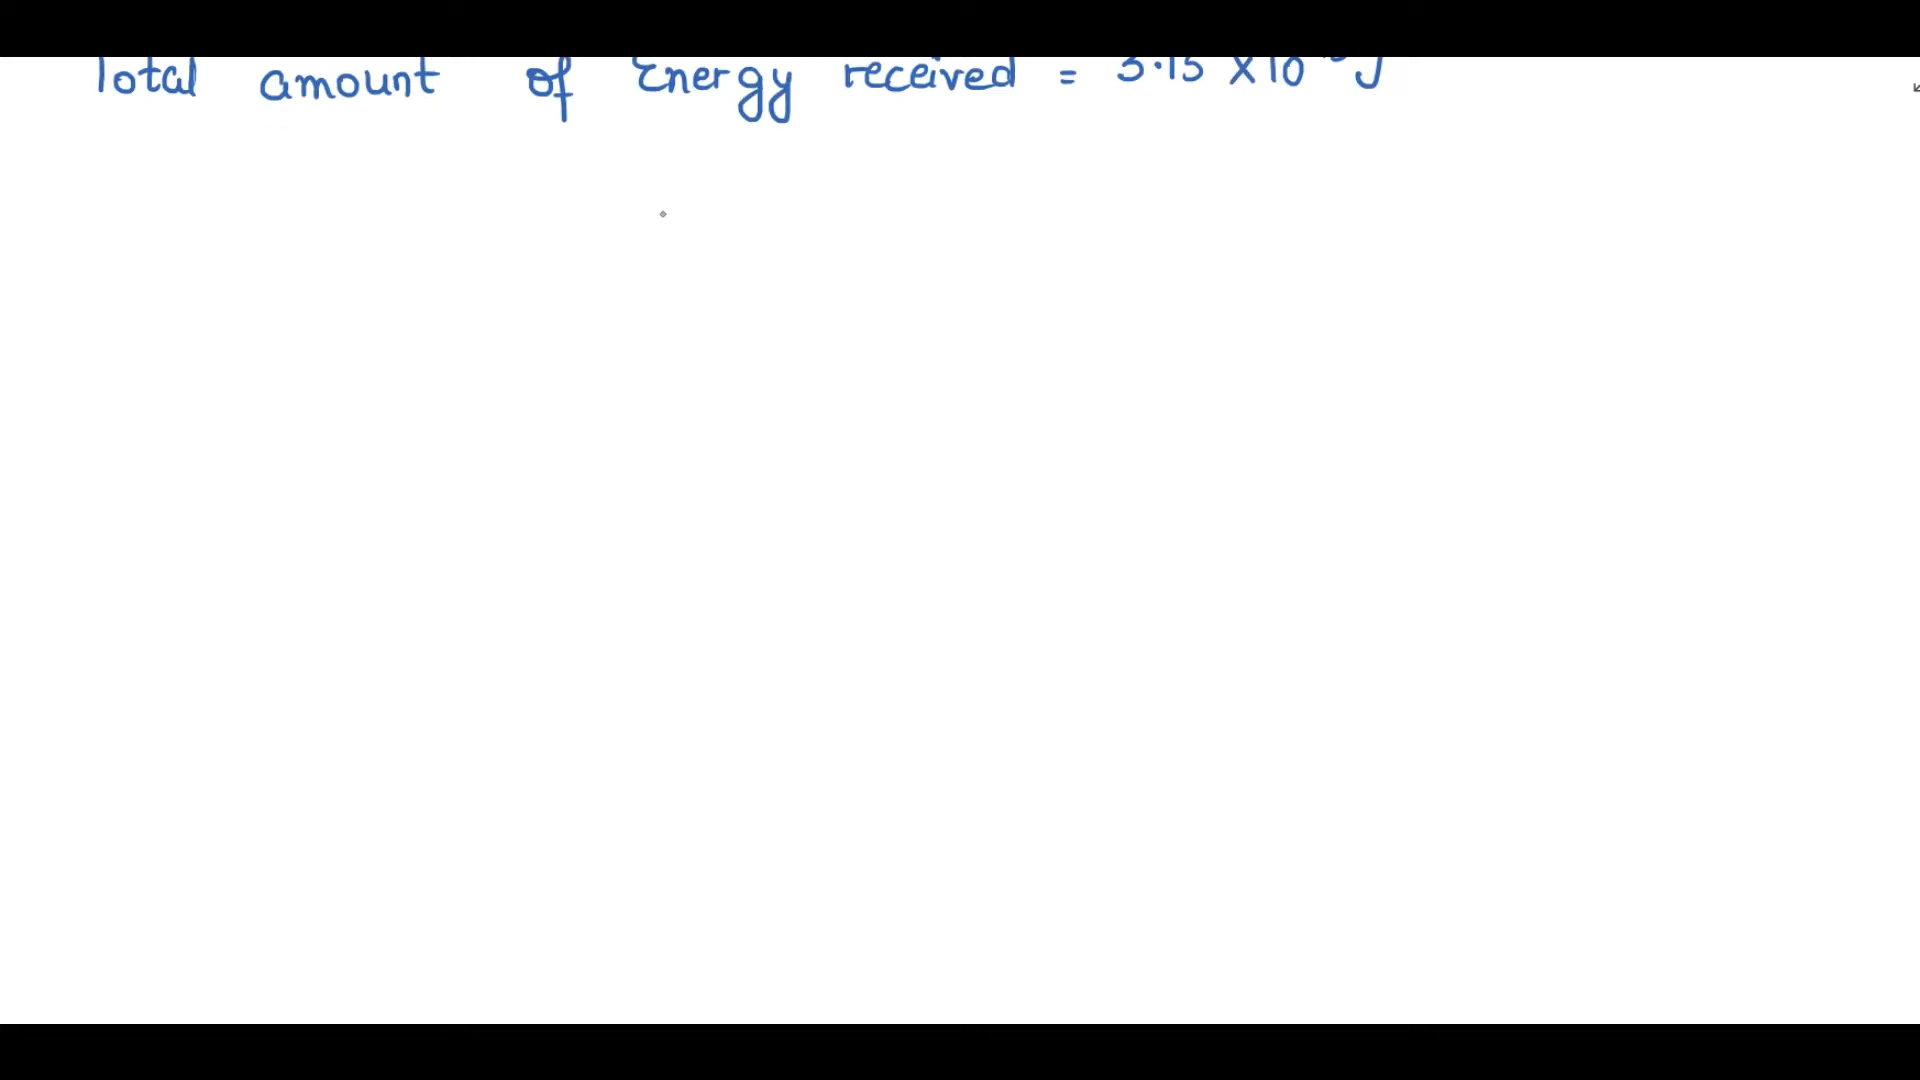 Total amount of Energy received = 3.15 X 10 J